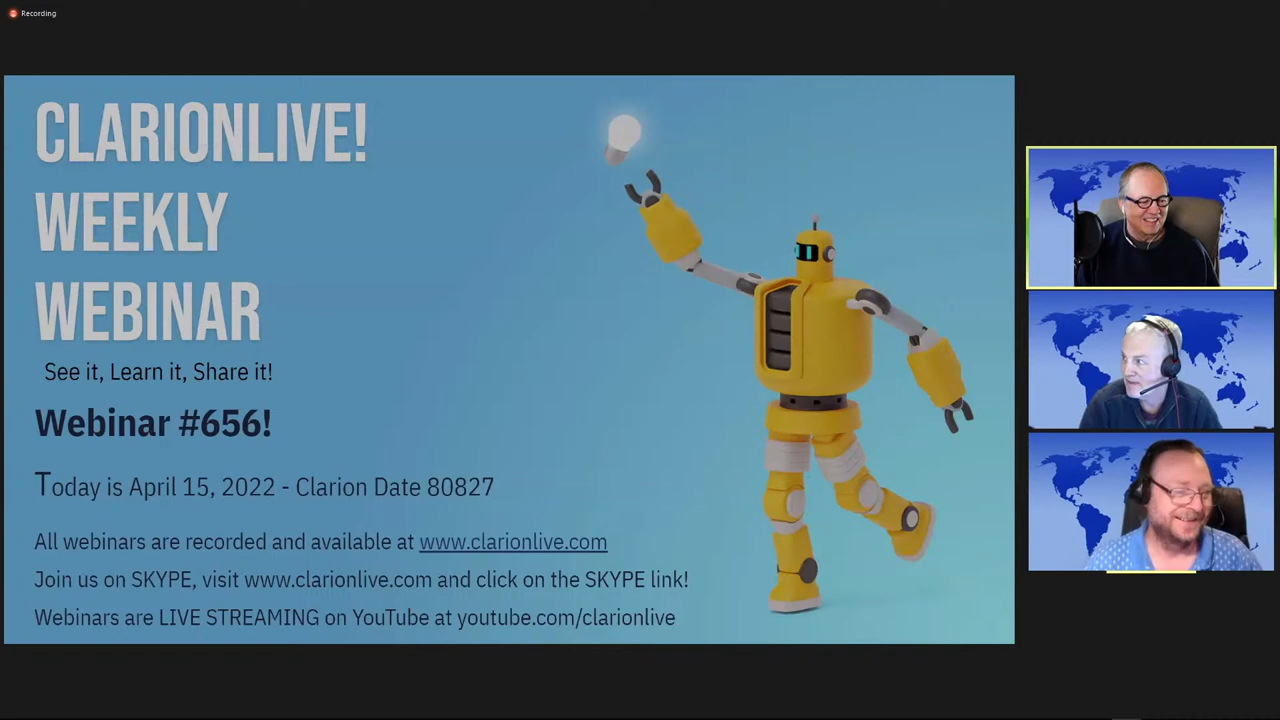 Recording
CLARIONLIVE!
WEEKLY
WEBINAR
See it, Learn it, Share it!
Webinar #656!
Today is April 15, 2022 - Clarion Date 80827
All webinars are recorded and available at www.clarionlive.com
Join us on SKYPE, visit www.clarionlive.com and click on the SKYPE link!
Webinars are LIVE STREAMING on YouTube at youtube.com/clarionlive